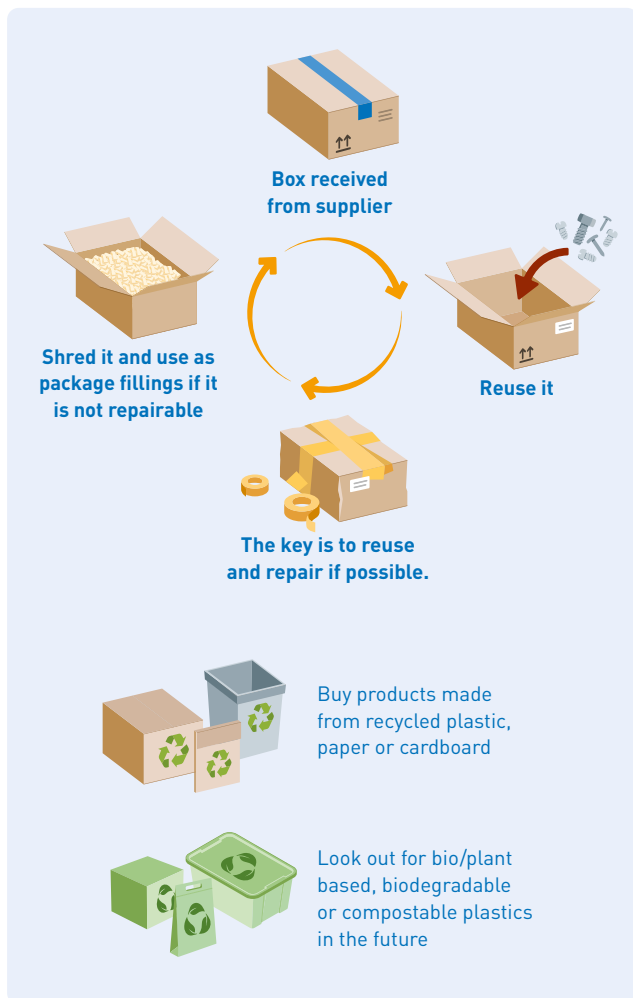 Box received
from supplier
Shred it and use as
package fillings if it
is not repairable
Reuse it
The key is to reuse
and repair if possible.
Buy products made
from recycled plastic,
paper or cardboard
Look out for bio/plant
based, biodegradable
or compostable plastics
in the future